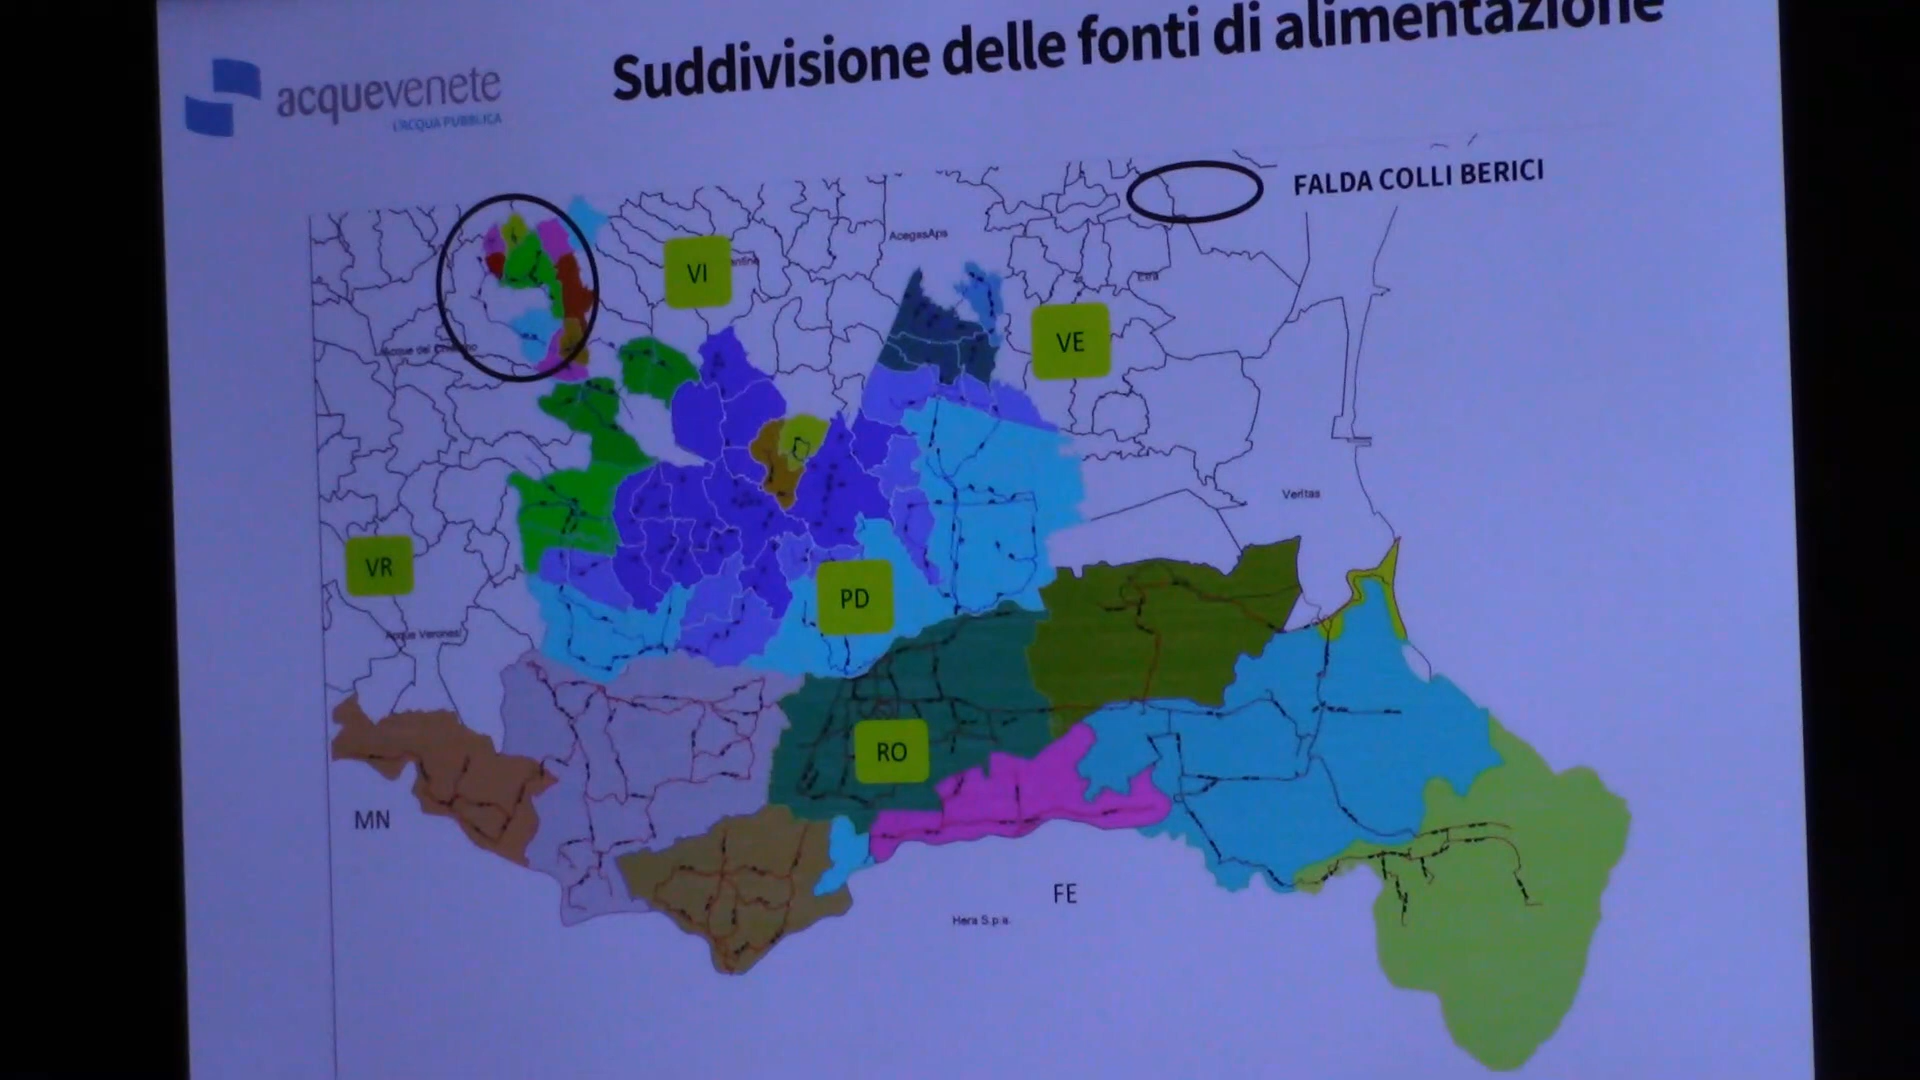 Suddivisione delle fonti di alimentazione
acquevenete
L'ACQUA PUBBLICA
FALDA COLLI BERICI
AcegasAps
VI
Etra
VE
Veritas
VR
PD
Acque Veronesi
RO
MN
FE
Hera S.p.a.